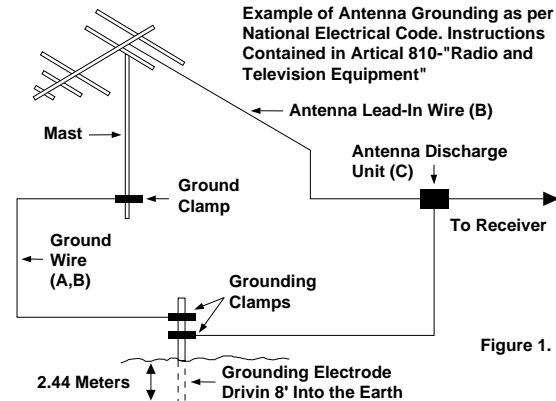 Example of Antenna Grounding as per
National Electrical Code. Instructions
Contained in Artical 810-"Radio and
Television Equipment"
Antenna Lead-In Wire (B)
Mast
Antenna Discharge
Unit (C)
Ground
Clamp
To Receiver
Ground
Wire
(A,B)
Grounding
Clamps
Figure 1.
2.44 Meters
Grounding Electrode
Drivin 8' Into the Earth